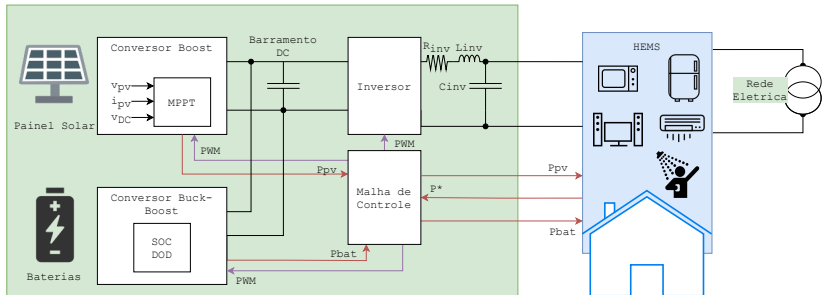 Conversor Boost
Barramento
DC
Rinv
Linv
HEMS
vpv
ipv
vDC
MPPT
Inversor
Cinv
Rede
Eletrica
Painel Solar
PWM
PWM
Ppv
Ppv
Malha de
Controle
P*
Conversor Buck-
Boost
SOC
DOD
Pbat
Pbat
Baterias
PWM